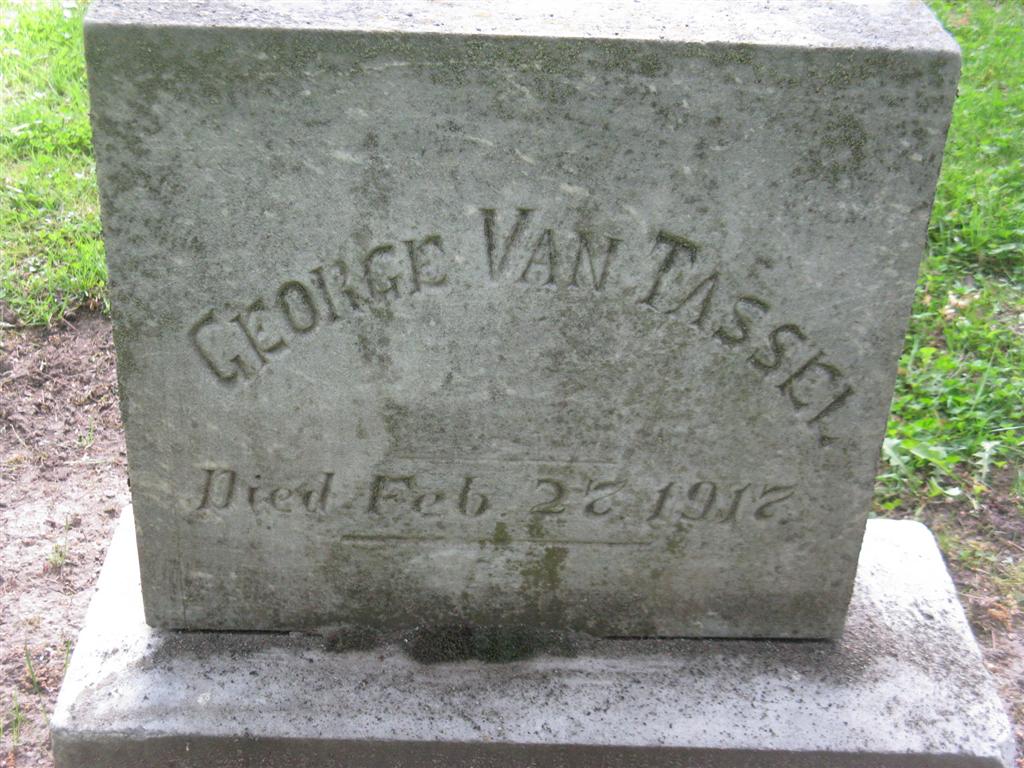 GEORGE VAN TASSEL.
Died Feb 27, 1917.